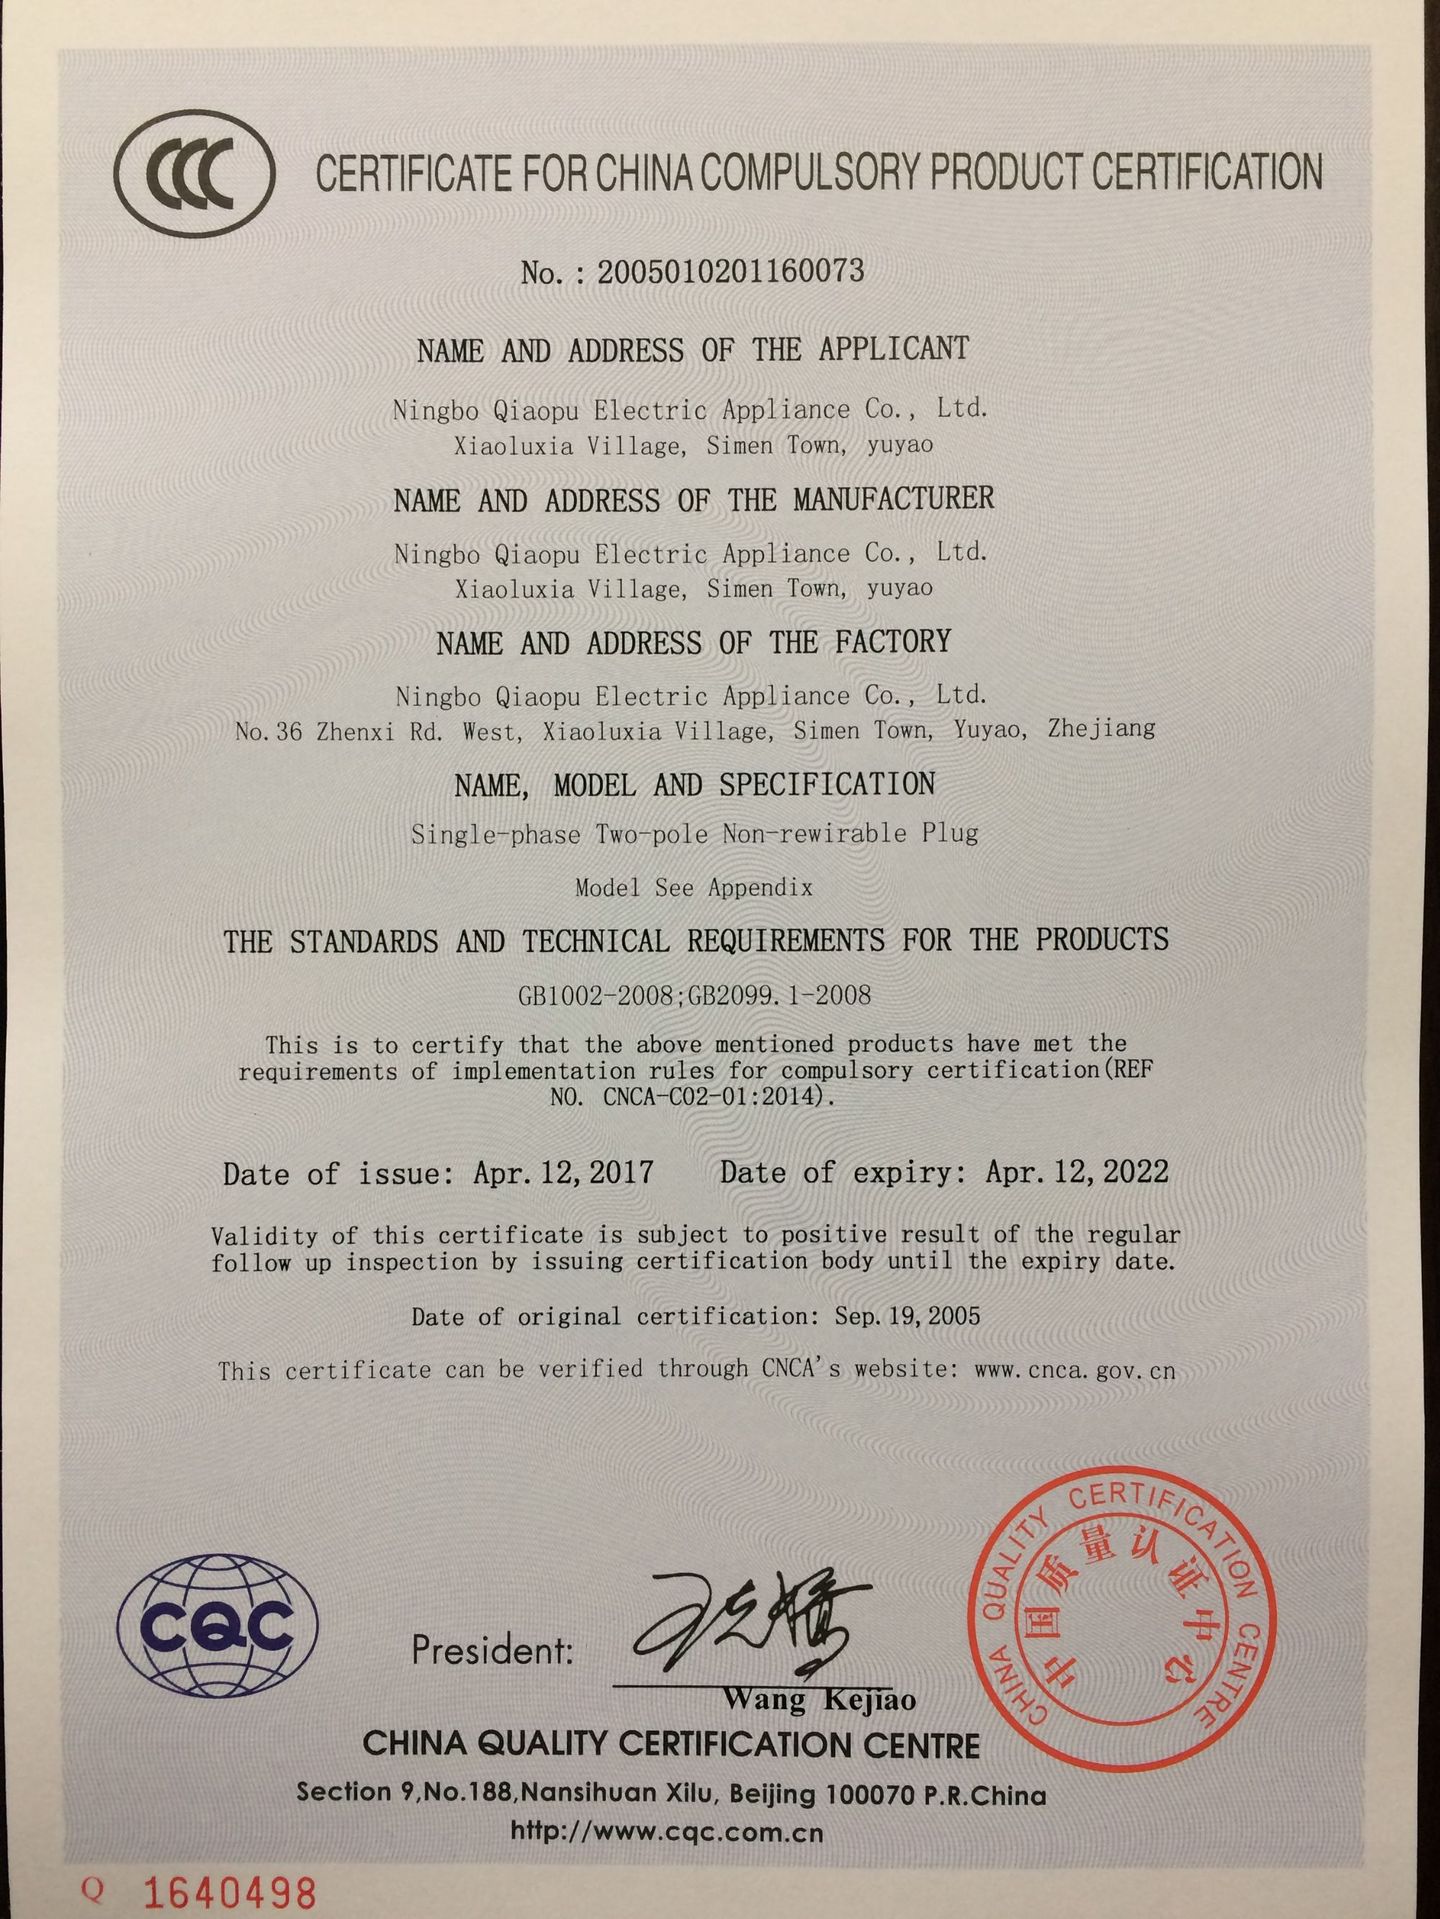 CCC
CERTIFICATE FOR CHINA COMPULSORY PRODUCT CERTIFICATION
No. : 2005010201160073
NAME AND ADDRESS OF THE APPLICANT
Ningbo Qiaopu Electric Appliance Co., Ltd.
Xiaoluxia Village, Simen Town, yuyao
NAME AND ADDRESS OF THE MANUFACTURER
Ningbo Qiaopu Electric Appliance Co., Ltd.
Xiaoluxia Village, Simen Town, yuyao
NAME AND ADDRESS OF THE FACTORY
Ningbo Qiaopu Electric Appliance Co., Ltd.
No.36 Zhenxi Rd. West, Xiaoluxia Village, Simen Town, Yuyao, Zhejiang
NAME, MODEL AND SPECIFICATION
Single-phase Two-pole Non-rewirable Plug
Model See Appendix
THE STANDARDS AND TECHNICAL REQUIREMENTS FOR THE PRODUCTS
GB1002-2008;GB2099.1-2008
This is to certify that the above mentioned products have met the
requirements of implementation rules for compulsory certification(REF
NO. CNCA-C02-01:2014).
Date of issue: Apr.12,2017 Date of expiry: Apr.12,2022
Validity of this certificate is subject to positive result of the regular
follow up inspection by issuing certification body until the expiry date.
Date of original certification: Sep.19,2005
This certificate can be verified through CNCA's website: www.cnca.gov.cn
CHINA QUALITY CERTIFICATION CENTRE
中国质量认证中心
CQC
President: 王克娇
Wang Kejiao
CHINA QUALITY CERTIFICATION CENTRE
Section 9,No.188,Nansihuan Xilu, Beijing 100070 P.R.China
http://www.cqc.com.cn
Q 1640498